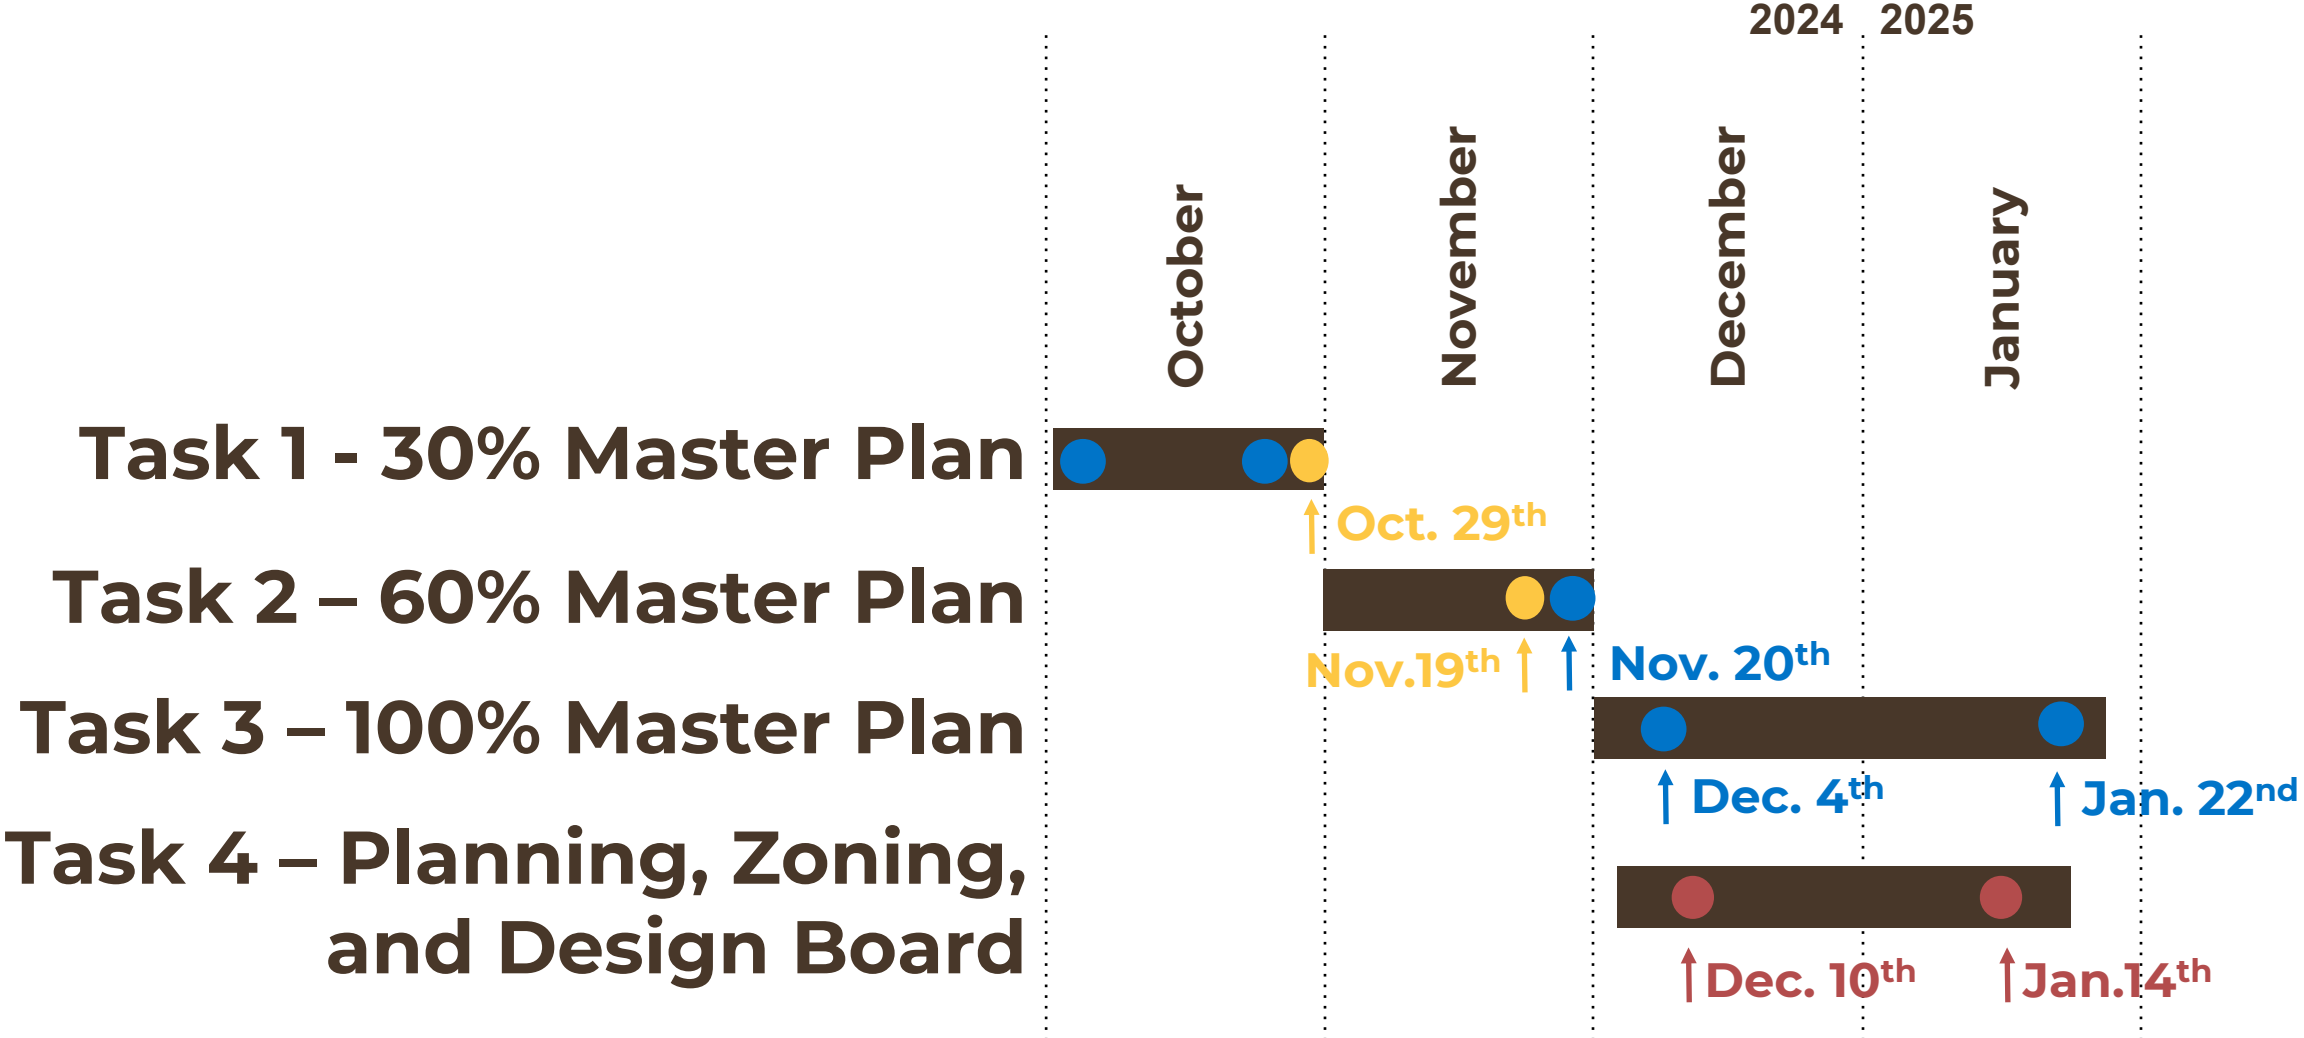 2024 2025
October
November
December
January
Task 1 - 30% Master Plan
Oct. 29th
Task 2 – 60% Master Plan
Nov.19th
Nov. 20th
Task 3 – 100% Master Plan
Dec. 4th
Jan. 22nd
Task 4 – Planning, Zoning,
and Design Board
Dec. 10th
Jan.14th